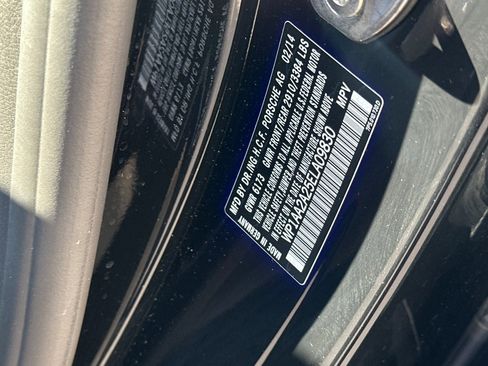 MFD BY DR.ING H.C.F. PORSCHE AG 02/14
GVWR 6173 GAWR FRONT/REAR 2910/3384 LBS
THIS VEHICLE CONFORMS TO ALL APPLICABLE U.S. FEDERAL MOTOR
VEHICLE SAFETY, BUMPER AND THEFT PREVENTION STANDARDS
IN EFFECT ON THE DATE OF MANUFACTURE SHOWN ABOVE
WP1AA2A25ELA09830 MPV
MADE IN GERMANY